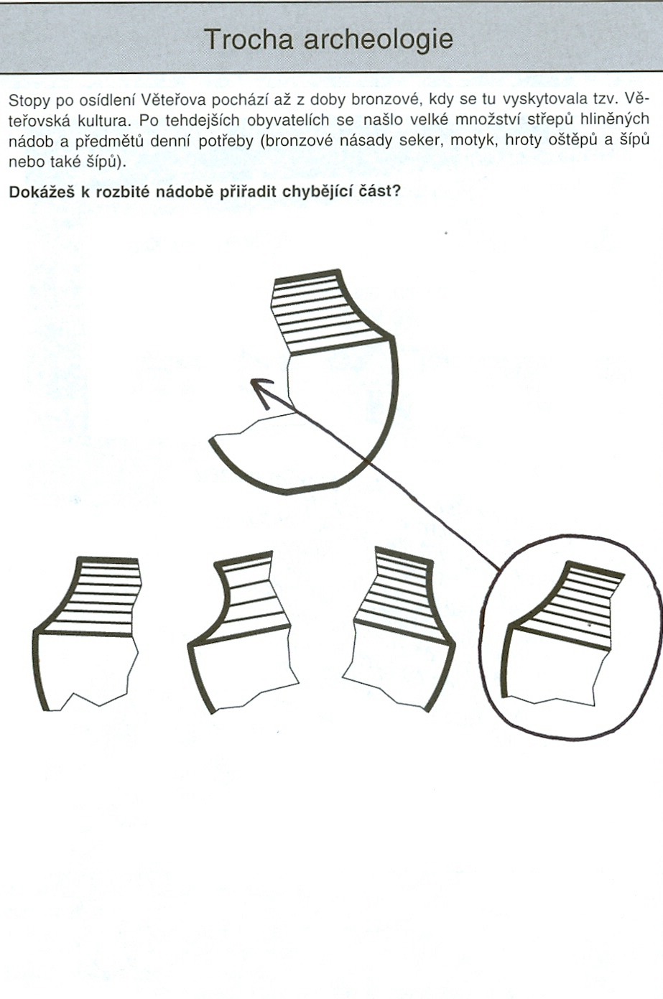 Trocha archeologie
Stopy po osídlení Věteřova pochází až z doby bronzové, kdy se tu vyskytovala tzv. Vě-
teřovská kultura. Po tehdejších obyvatelích se našlo velké množství střepů hliněných
nádob a předmětů denní potřeby (bronzové násady seker, motyk, hroty oštěpů a šípů
nebo také šípů).
Dokážeš k rozbité nádobě přiřadit chybějící část?